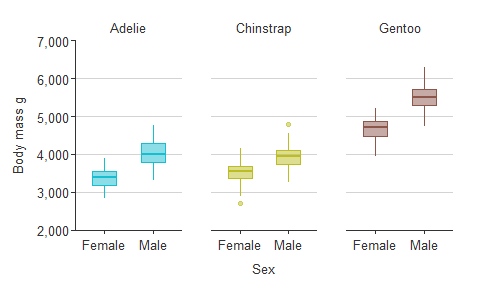 Adelie
Chinstrap
Gentoo
7,000
6,000
5,000
4,000
3,000
2,000
Body mass g
Female
Male
Female
Male
Female
Male
Sex